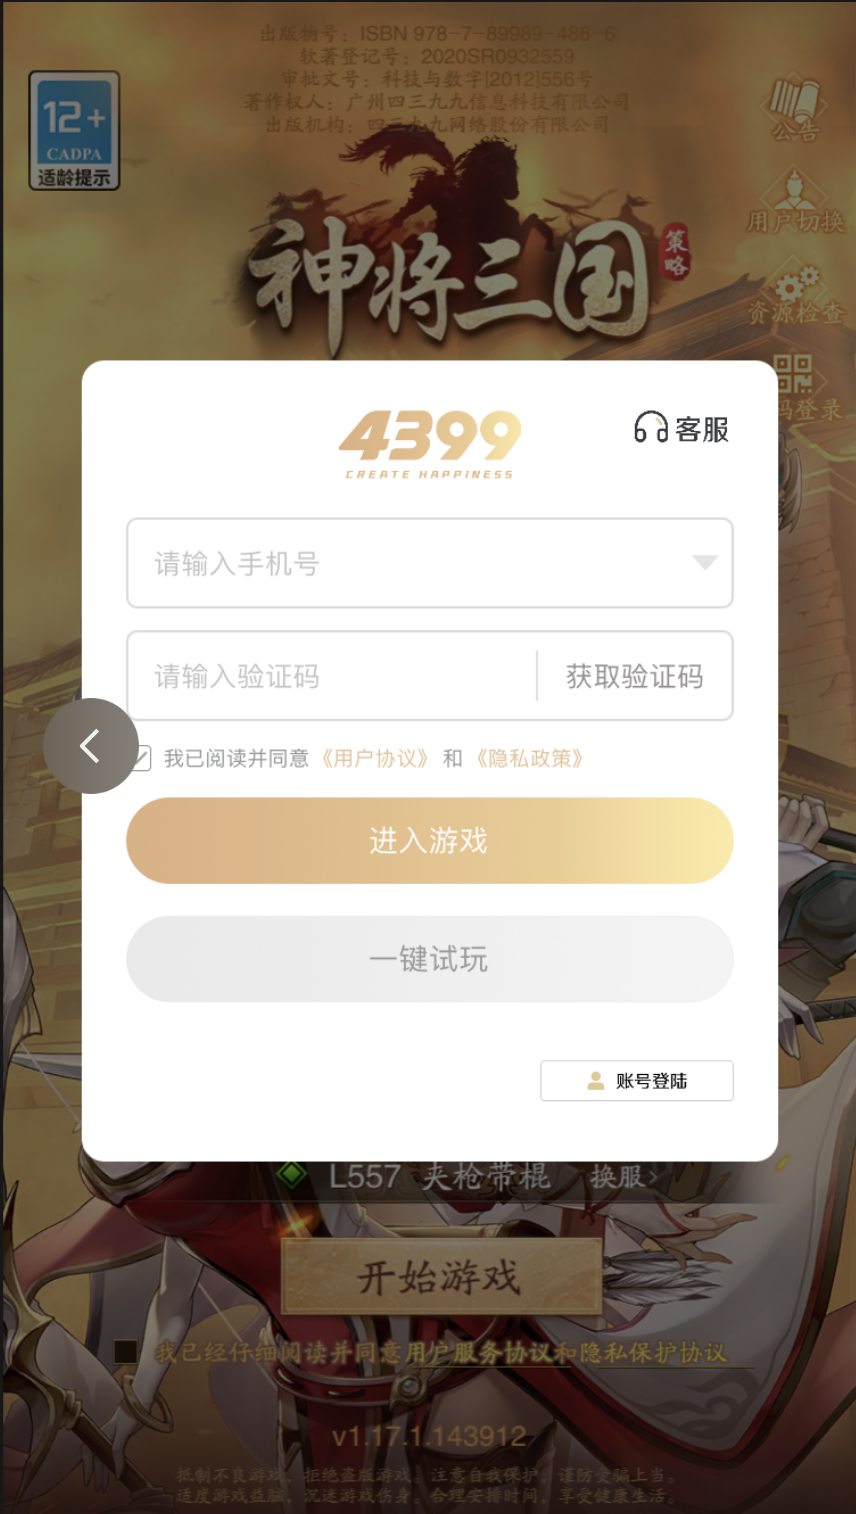 出版物号：ISBN 978-7-89989-486-6
软著登记号：2020SR0932559
审批文号：科技与数字[2012]556号
著作权人：广州四三九九信息科技有限公司
出版机构：四三九九网络股份有限公司
12+
CADPA
适龄提示
公告
用户切换
资源检查
码登录
神将三国
策略
4399
CREATE HAPPINESS
客服
请输入手机号
请输入验证码
获取验证码
我已阅读并同意《用户协议》和《隐私政策》
进入游戏
一键试玩
账号登陆
L557 夹枪带棍 换服>
开始游戏
我已经仔细阅读并同意用户服务协议和隐私保护协议
v1.17.1.143912
抵制不良游戏，拒绝盗版游戏。注意自我保护，谨防受骗上当。
适度游戏益脑，沉迷游戏伤身。合理安排时间，享受健康生活。